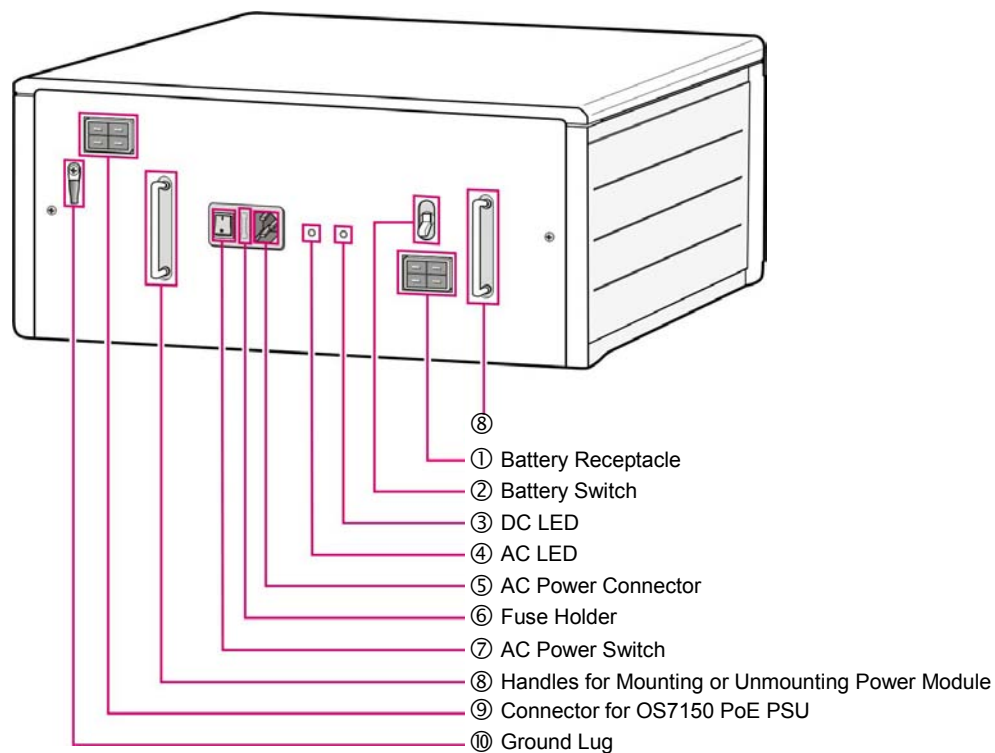 ⑧
① Battery Receptacle
② Battery Switch
③ DC LED
④ AC LED
⑤ AC Power Connector
⑥ Fuse Holder
⑦ AC Power Switch
⑧ Handles for Mounting or Unmounting Power Module
⑨ Connector for OS7150 PoE PSU
⑩ Ground Lug